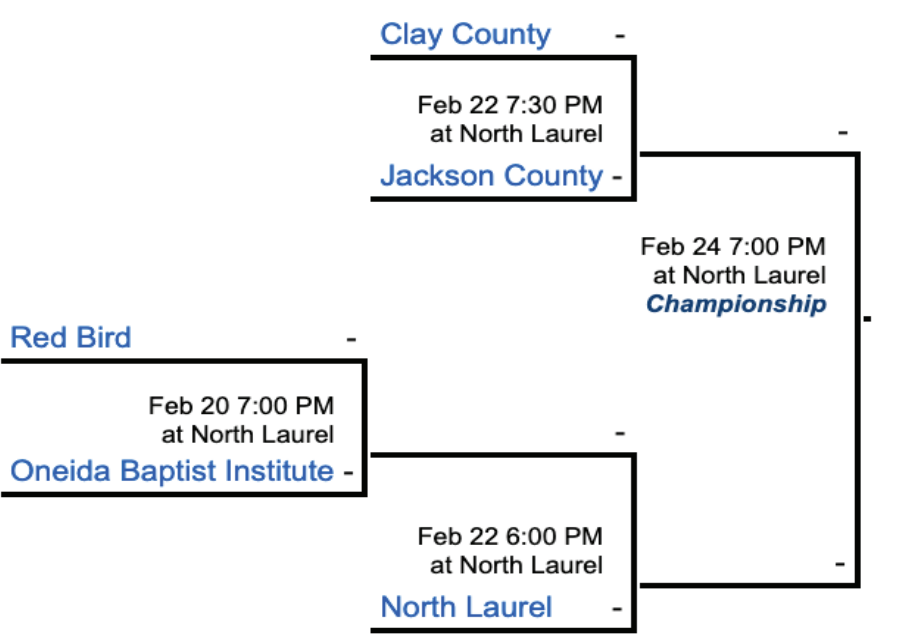 Clay County -
Feb 22 7:30 PM
at North Laurel
-
Jackson County -
Feb 24 7:00 PM
at North Laurel
Championship
-
Red Bird -
Feb 20 7:00 PM
at North Laurel
-
Oneida Baptist Institute -
Feb 22 6:00 PM
at North Laurel
-
North Laurel -